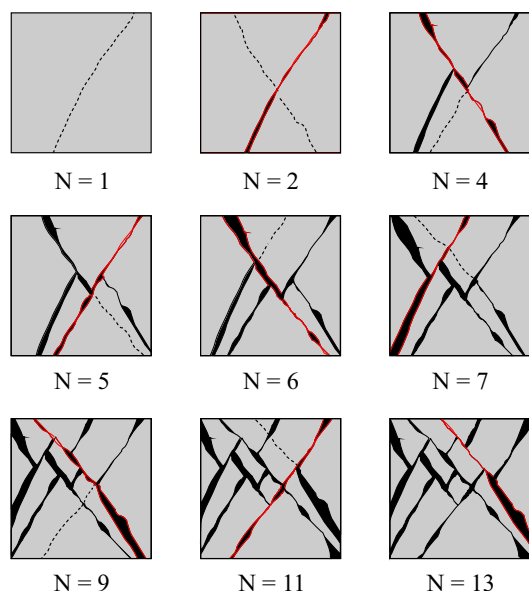 N = 1 N = 2 N = 4
N = 5 N = 6 N = 7
N = 9 N = 11 N = 13